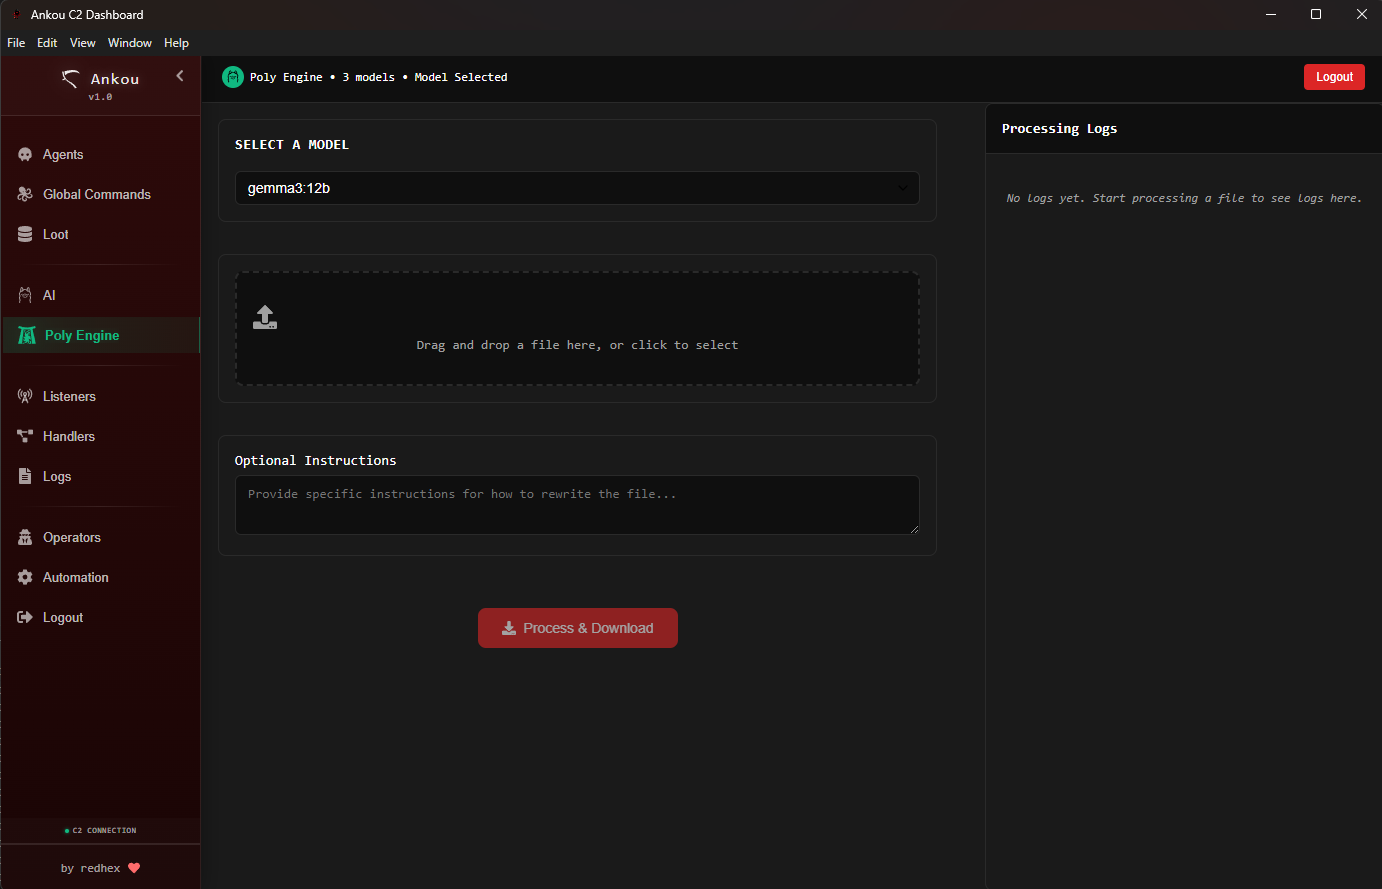 Ankou C2 Dashboard
File Edit View Window Help
Ankou
v1.0
Agents
Global Commands
Loot
AI
Poly Engine
Listeners
Handlers
Logs
Operators
Automation
Logout
C2 CONNECTION
by redhex
Poly Engine • 3 models • Model Selected
Logout
SELECT A MODEL
gemma3:12b
Drag and drop a file here, or click to select
Optional Instructions
Provide specific instructions for how to rewrite the file...
Process & Download
Processing Logs
No logs yet. Start processing a file to see logs here.